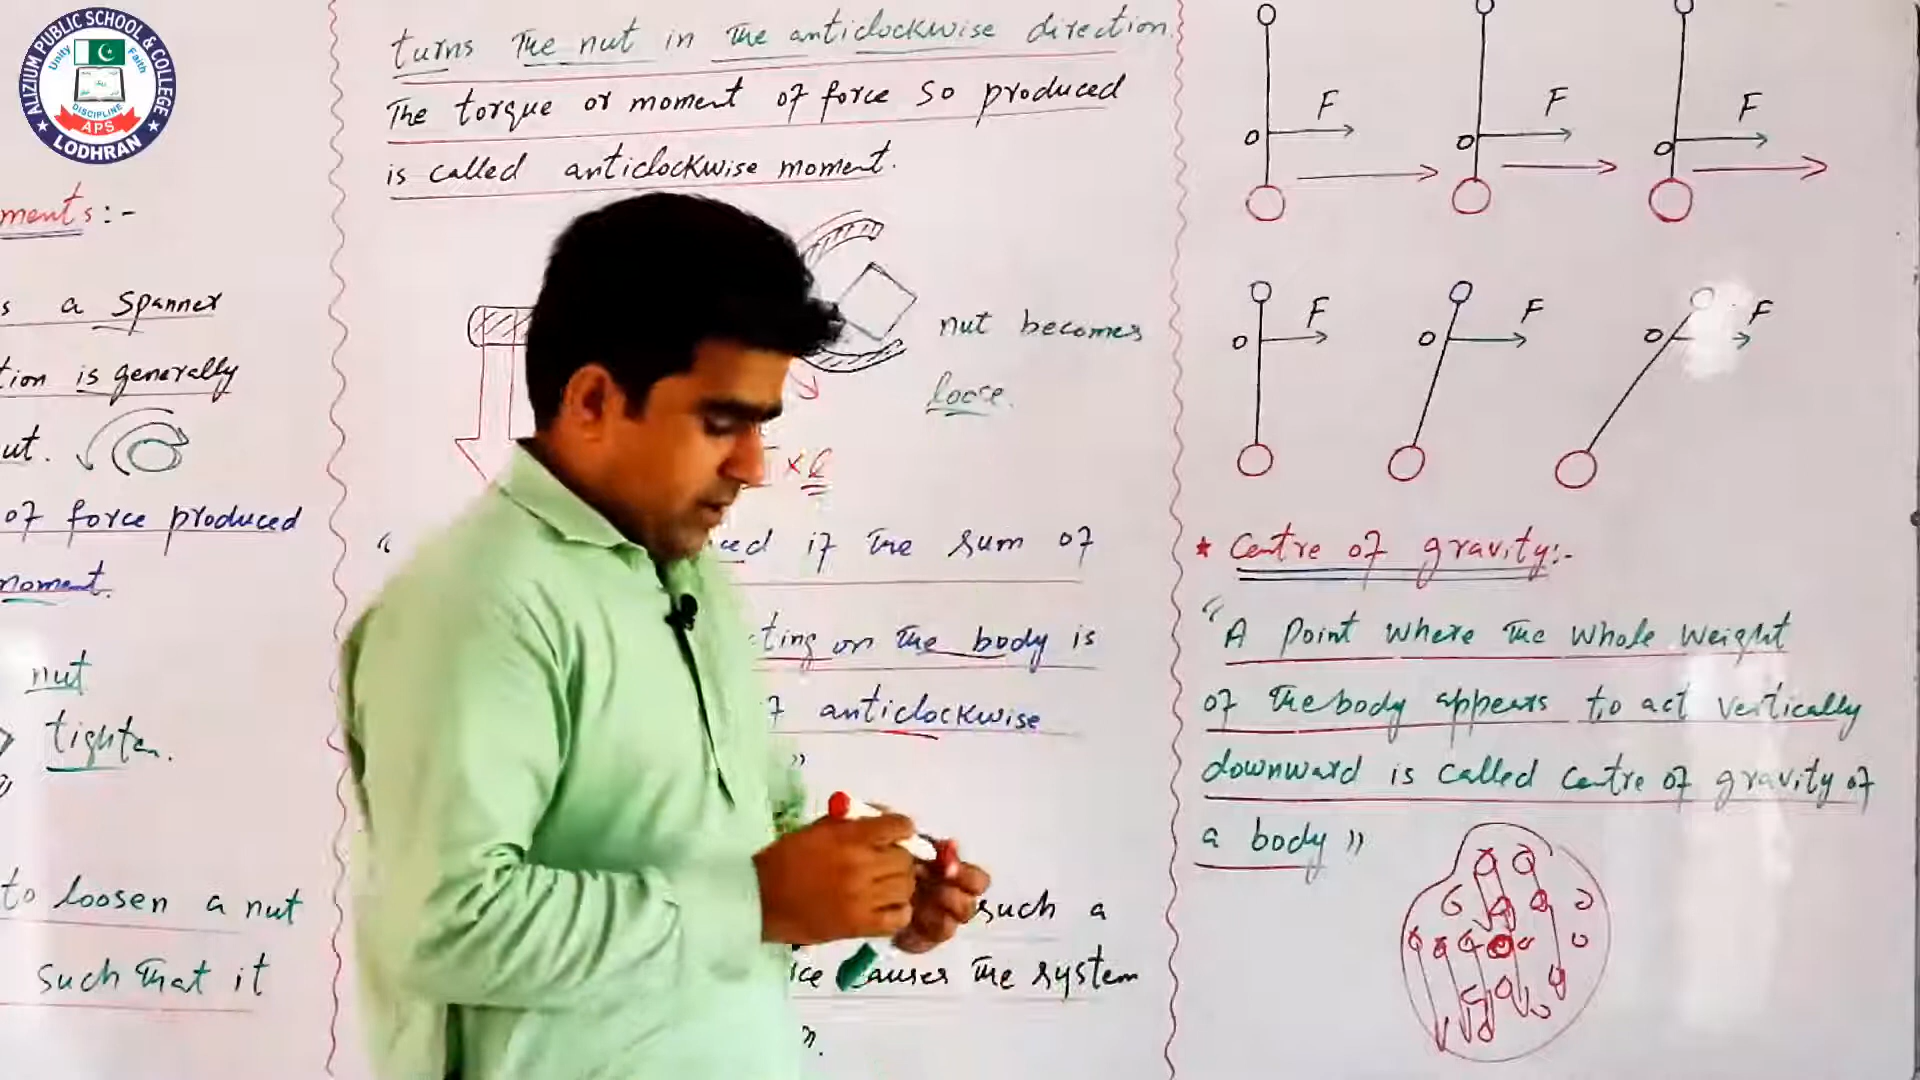 ALIZIUM PUBLIC SCHOOL & COLLEGE
Unity
Faith
DISCIPLINE
APS
★ LODHRAN ★
ments:-
s a Spanner
tion is generally
ut.
of force produced
moment.
nut
tighten.
to loosen a nut
such that it
turns the nut in the anticlockwise direction.
The torque or moment of force so produced
is called anticlockwise moment.
nut becomes
loose.
× l
“ ced if the sum of
cting on the body is
f anticlockwise
”
such a
ice causes the system
”.
F F F
o o o
F F F
o o o
* Centre of gravity:-
“A point where the whole weight
of the body appears to act vertically
downward is called centre of gravity of
a body”